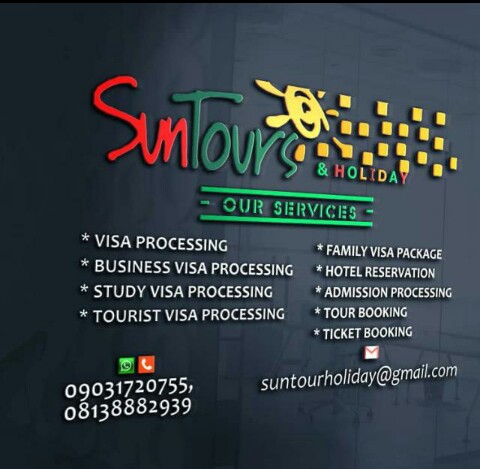 SunTours
& HOLIDAY
- OUR SERVICES -
* VISA PROCESSING
* BUSINESS VISA PROCESSING
* STUDY VISA PROCESSING
* TOURIST VISA PROCESSING
* FAMILY VISA PACKAGE
* HOTEL RESERVATION
* ADMISSION PROCESSING
* TOUR BOOKING
* TICKET BOOKING
09031720755,
08138882939
suntourholiday@gmail.com